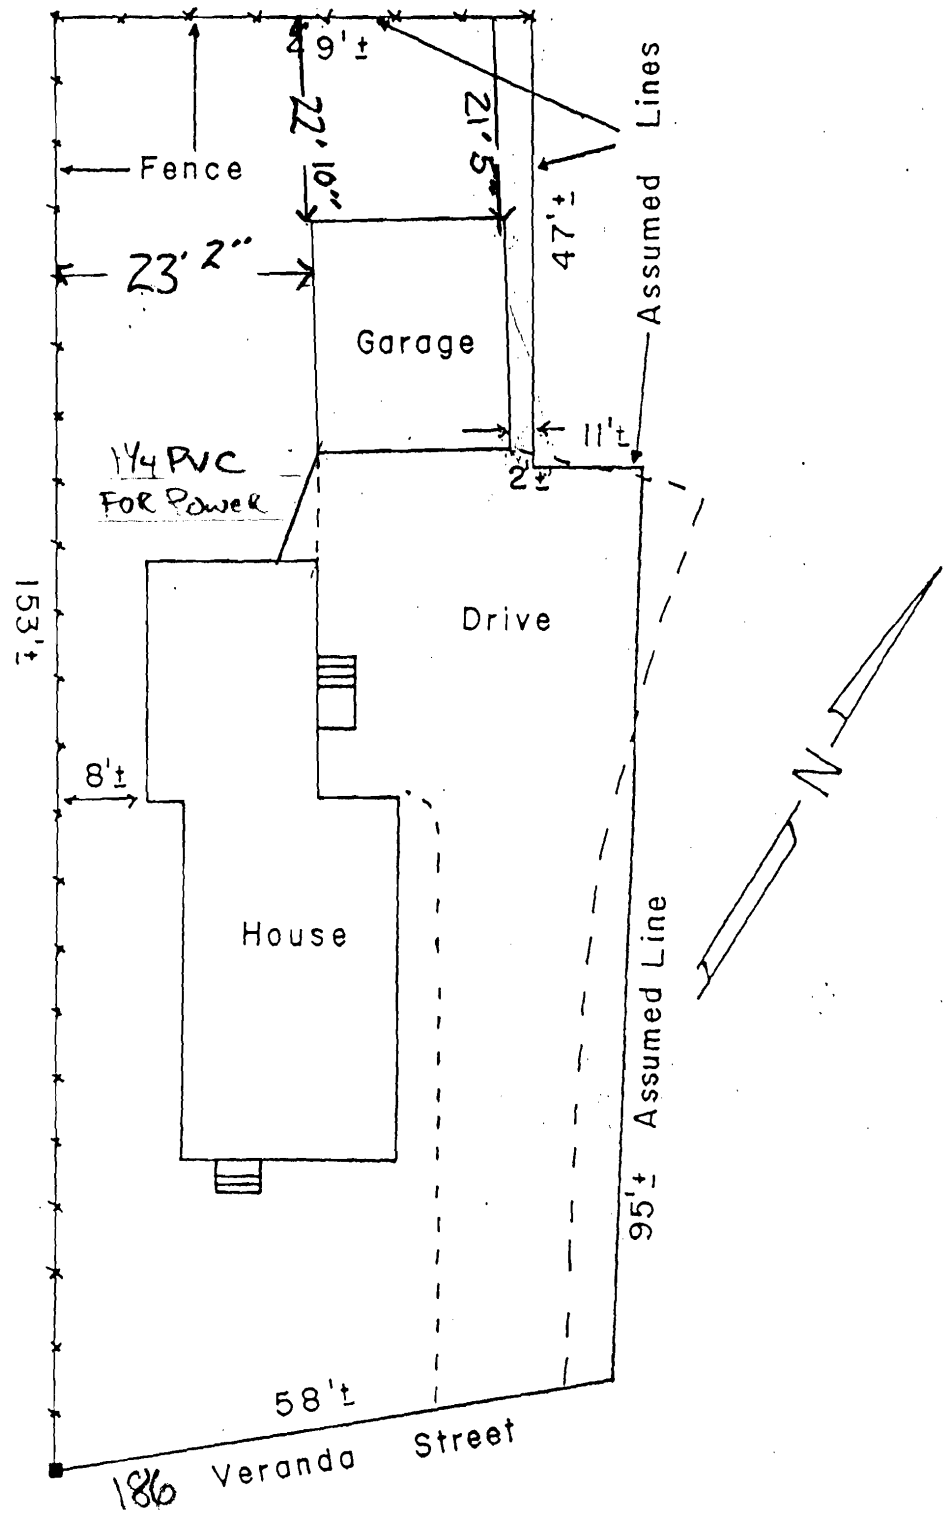 49'±
22' 10"
21' 5"
Fence
Assumed Lines
47'±
23' 2"
Garage
11'±
2'±
1 1/4 PVC
FOR Power
153'±
Drive
8'±
N
House
95'± Assumed Line
58'±
186 Veranda Street